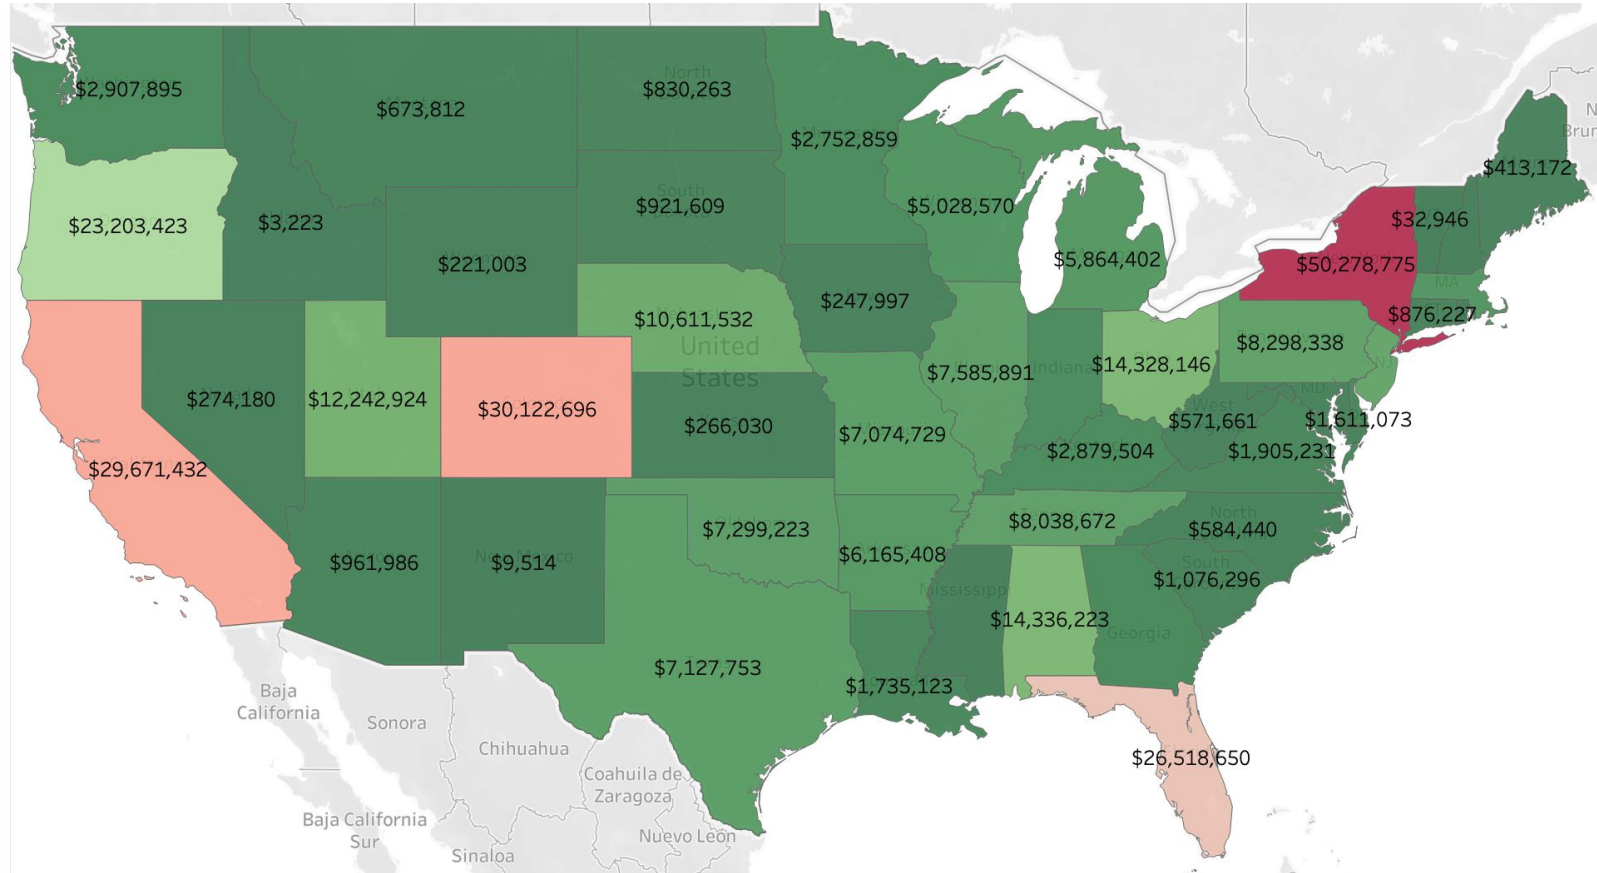 $2,907,895
$673,812
North
$830,263
$2,752,859
N
Brun
$413,172
$23,203,423
$3,223
South
$921,609
$5,028,570
$32,946
$221,003
$5,864,402
$50,278,775
MA
$247,997
$10,611,532
$876,227
United
States
$7,585,891
Indiana
$14,328,146
$8,298,338
NJ
MD
$274,180
$12,242,924
$30,122,696
$266,030
$7,074,729
West
$571,661
$1,611,073
$29,671,432
$2,879,504
$1,905,231
$7,299,223
$8,038,672
North
$584,440
Arizona
$961,986
New Mexico
$9,514
$6,165,408
Mississippi
South
$1,076,296
$14,336,223
Georgia
$7,127,753
$1,735,123
Baja
California
Sonora
Chihuahua
$26,518,650
Coahuila de
Zaragoza
Baja California
Sur
Nuevo León
Sinaloa